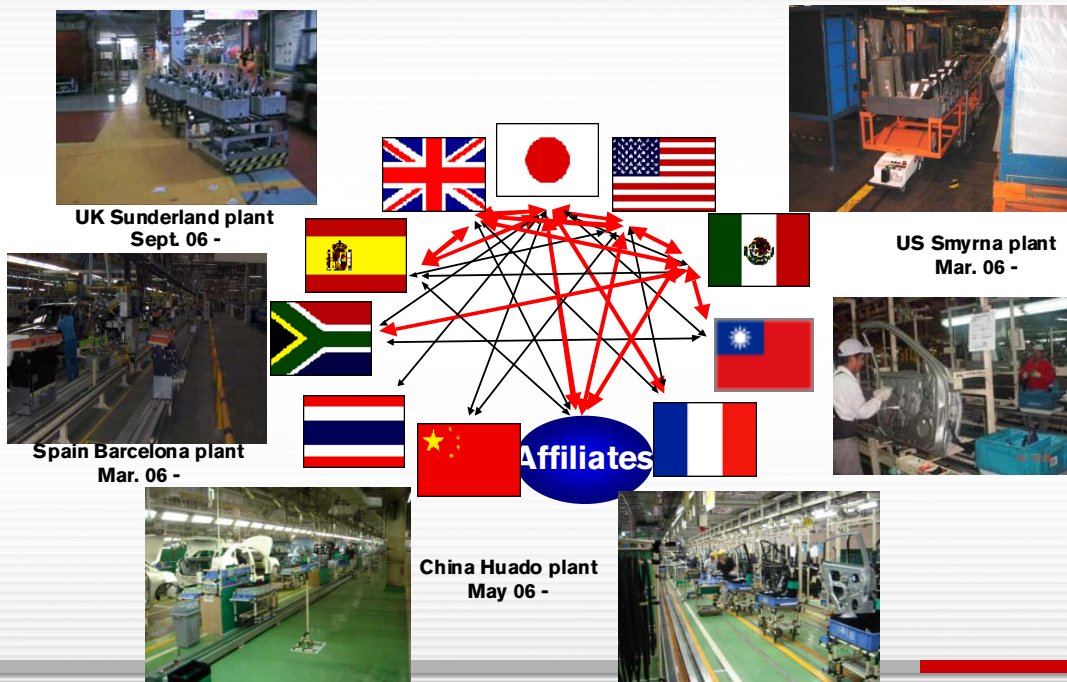 UK Sunderland plant
Sept. 06 -
US Smyrna plant
Mar. 06 -
Spain Barcelona plant
Mar. 06 -
Affiliates
China Huado plant
May 06 -